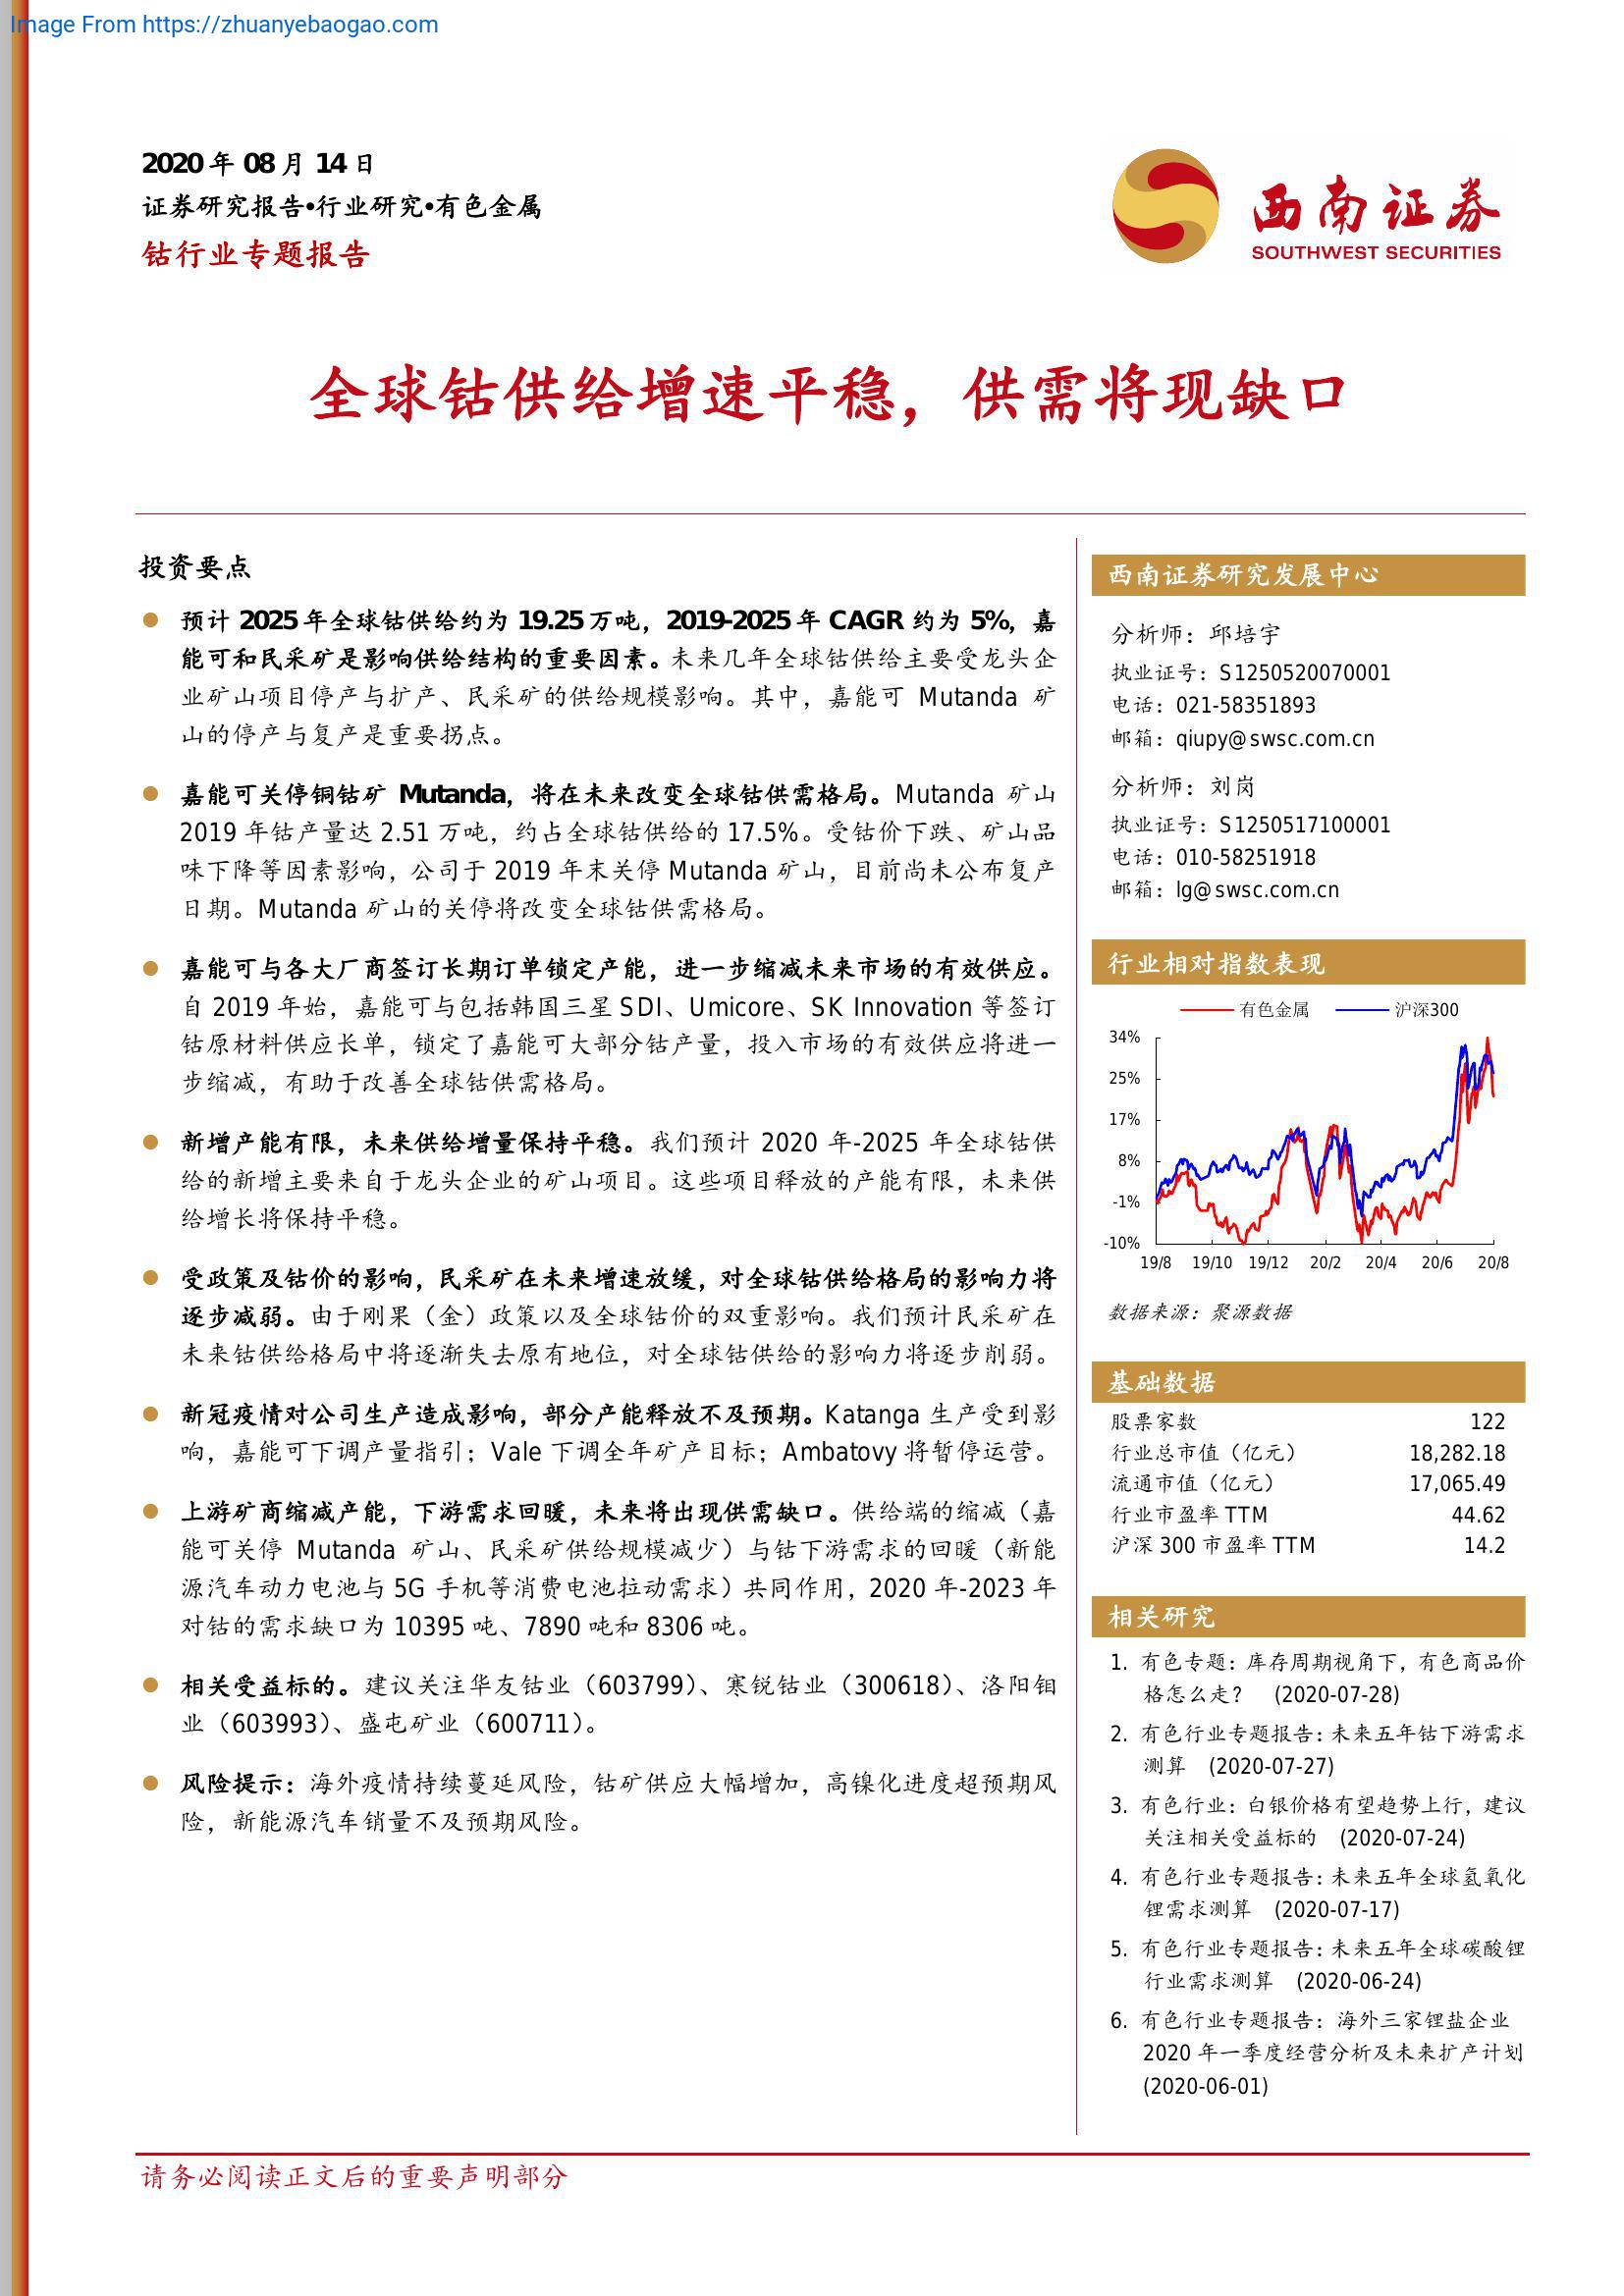 Image From https://zhuanyebaogao.com
2020 年 08 月 14 日
证券研究报告•行业研究•有色金属
钴行业专题报告
西南证券
SOUTHWEST SECURITIES
全球钴供给增速平稳，供需将现缺口
投资要点
预计 2025 年全球钴供给约为 19.25 万吨，2019-2025 年 CAGR 约为 5%，嘉
能可和民采矿是影响供给结构的重要因素。未来几年全球钴供给主要受龙头企
业矿山项目停产与扩产、民采矿的供给规模影响。其中，嘉能可 Mutanda 矿
山的停产与复产是重要拐点。
嘉能可关停铜钴矿 Mutanda，将在未来改变全球钴供需格局。Mutanda 矿山
2019 年钴产量达 2.51 万吨，约占全球钴供给的 17.5%。受钴价下跌、矿山品
味下降等因素影响，公司于 2019 年末关停 Mutanda 矿山，目前尚未公布复产
日期。Mutanda 矿山的关停将改变全球钴供需格局。
嘉能可与各大厂商签订长期订单锁定产能，进一步缩减未来市场的有效供应。
自 2019 年始，嘉能可与包括韩国三星 SDI、Umicore、SK Innovation 等签订
钴原材料供应长单，锁定了嘉能可大部分钴产量，投入市场的有效供应将进一
步缩减，有助于改善全球钴供需格局。
新增产能有限，未来供给增量保持平稳。我们预计 2020 年-2025 年全球钴供
给的新增主要来自于龙头企业的矿山项目。这些项目释放的产能有限，未来供
给增长将保持平稳。
受政策及钴价的影响，民采矿在未来增速放缓，对全球钴供给格局的影响力将
逐步减弱。由于刚果（金）政策以及全球钴价的双重影响。我们预计民采矿在
未来钴供给格局中将逐渐失去原有地位，对全球钴供给的影响力将逐步削弱。
新冠疫情对公司生产造成影响，部分产能释放不及预期。Katanga 生产受到影
响，嘉能可下调产量指引；Vale 下调全年矿产目标；Ambatovy 将暂停运营。
上游矿商缩减产能，下游需求回暖，未来将出现供需缺口。供给端的缩减（嘉
能可关停 Mutanda 矿山、民采矿供给规模减少）与钴下游需求的回暖（新能
源汽车动力电池与 5G 手机等消费电池拉动需求）共同作用，2020 年-2023 年
对钴的需求缺口为 10395 吨、7890 吨和 8306 吨。
相关受益标的。建议关注华友钴业（603799）、寒锐钴业（300618）、洛阳钼
业（603993）、盛屯矿业（600711）。
风险提示：海外疫情持续蔓延风险，钴矿供应大幅增加，高镍化进度超预期风
险，新能源汽车销量不及预期风险。
西南证券研究发展中心
分析师：邱培宇
执业证号：S1250520070001
电话：021-58351893
邮箱：qiupy@swsc.com.cn
分析师：刘岗
执业证号：S1250517100001
电话：010-58251918
邮箱：lg@swsc.com.cn
行业相对指数表现
有色金属 沪深300
34%
25%
17%
8%
-1%
-10%
19/8 19/10 19/12 20/2 20/4 20/6 20/8
数据来源：聚源数据
基础数据
股票家数 122
行业总市值（亿元） 18,282.18
流通市值（亿元） 17,065.49
行业市盈率 TTM 44.62
沪深 300 市盈率 TTM 14.2
相关研究
1. 有色专题：库存周期视角下，有色商品价
格怎么走？ (2020-07-28)
2. 有色行业专题报告：未来五年钴下游需求
测算 (2020-07-27)
3. 有色行业：白银价格有望趋势上行，建议
关注相关受益标的 (2020-07-24)
4. 有色行业专题报告：未来五年全球氢氧化
锂需求测算 (2020-07-17)
5. 有色行业专题报告：未来五年全球碳酸锂
行业需求测算 (2020-06-24)
6. 有色行业专题报告：海外三家锂盐企业
2020 年一季度经营分析及未来扩产计划
(2020-06-01)
请务必阅读正文后的重要声明部分